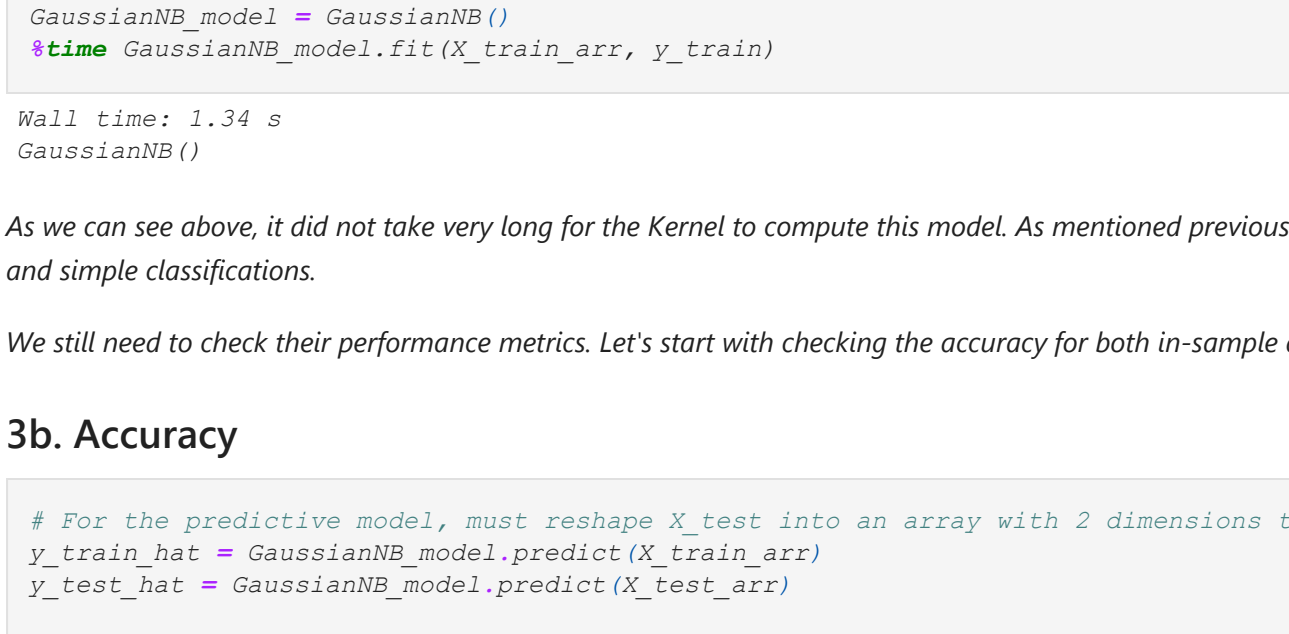 GaussianNB_model = GaussianNB()
%time GaussianNB_model.fit(X_train_arr, y_train)
Wall time: 1.34 s
GaussianNB()
As we can see above, it did not take very long for the Kernel to compute this model. As mentioned previous
and simple classifications.
We still need to check their performance metrics. Let's start with checking the accuracy for both in-sample
3b. Accuracy
# For the predictive model, must reshape X_test into an array with 2 dimensions
y_train_hat = GaussianNB_model.predict(X_train_arr)
y_test_hat = GaussianNB_model.predict(X_test_arr)